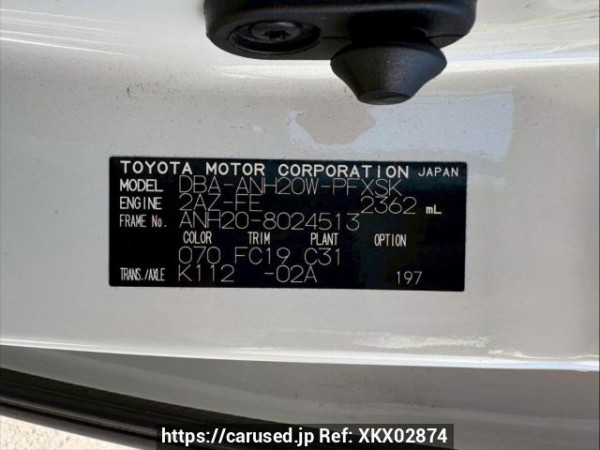 TOYOTA MOTOR CORPORATION JAPAN
MODEL DBA-ANH20W-PFXSK
ENGINE 2AZ-FE 2362 mL
FRAME No. ANH20-8024513
COLOR TRIM PLANT OPTION
070 FC19 C31
TRANS./AXLE K112 -02A 197
https://carused.jp Ref: XKX02874